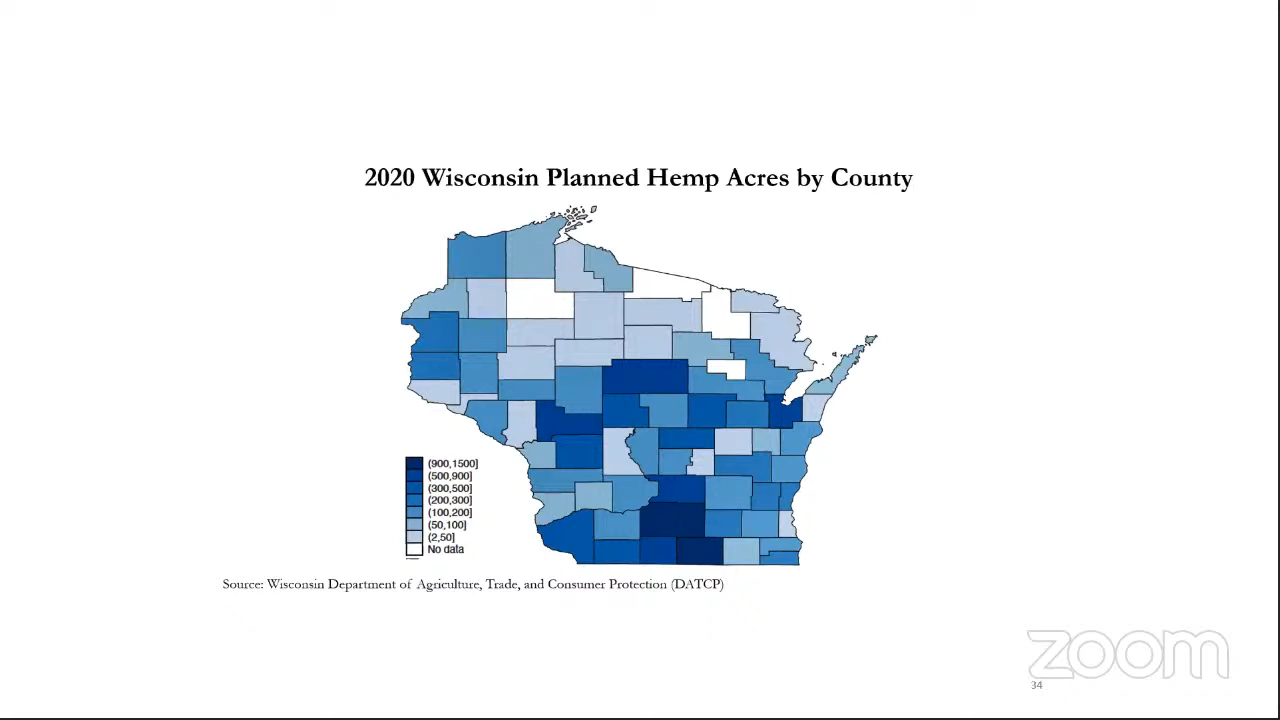 2020 Wisconsin Planned Hemp Acres by County
(900,1500]
(500,900]
(300,500]
(200,300]
(100,200]
(50,100]
(2,50]
No data
Source: Wisconsin Department of Agriculture, Trade, and Consumer Protection (DATCP)
zoom
34